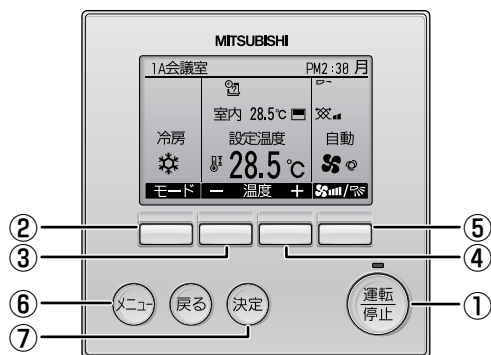 MITSUBISHI
1A会議室 PM2:30 月
室内 28.5℃
冷房 設定温度 自動
28.5℃
モード － 温度 ＋ /
② ⑤
③ ④
⑥ メニュー 戻る 決定 運転 停止 ①
⑦